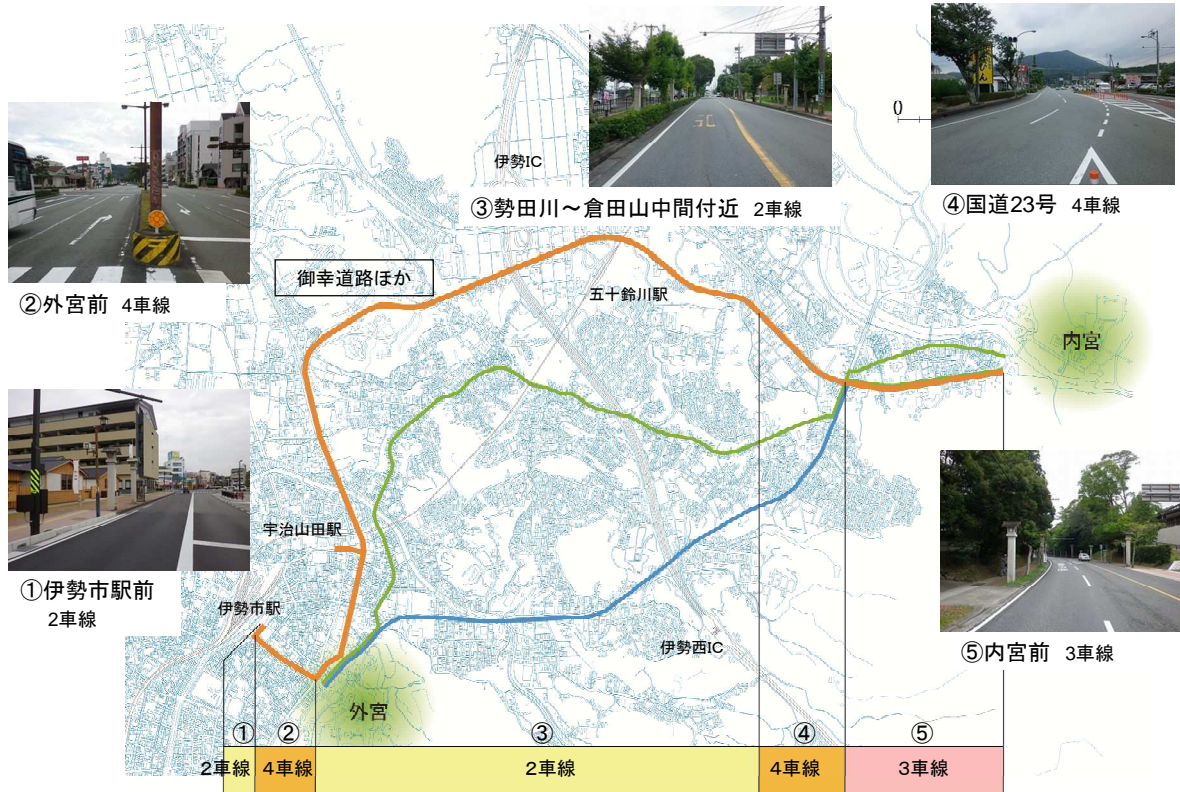 0
伊勢IC
③勢田川～倉田山中間付近 2車線
④国道23号 4車線
②外宮前 4車線
御幸道路ほか
五十鈴川駅
内宮
宇治山田駅
①伊勢市駅前
2車線
伊勢市駅
伊勢西IC
⑤内宮前 3車線
外宮
① ② ③ ④ ⑤
2車線 4車線 2車線 4車線 3車線